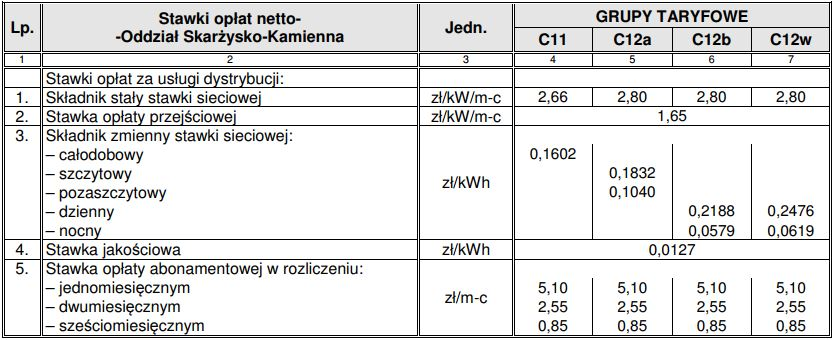 Lp. Stawki opłat netto- -Oddział Skarżysko-Kamienna Jedn. GRUPY TARYFOWE
C11 C12a C12b C12w
1 2 3 4 5 6 7
Stawki opłat za usługi dystrybucji:
1. Składnik stały stawki sieciowej zł/kW/m-c 2,66 2,80 2,80 2,80
2. Stawka opłaty przejściowej zł/kW/m-c 1,65
3. Składnik zmienny stawki sieciowej: zł/kWh
– całodobowy 0,1602
– szczytowy 0,1832
– pozaszczytowy 0,1040
– dzienny 0,2188 0,2476
– nocny 0,0579 0,0619
4. Stawka jakościowa zł/kWh 0,0127
5. Stawka opłaty abonamentowej w rozliczeniu: zł/m-c
– jednomiesięcznym 5,10 5,10 5,10 5,10
– dwumiesięcznym 2,55 2,55 2,55 2,55
– sześciomiesięcznym 0,85 0,85 0,85 0,85